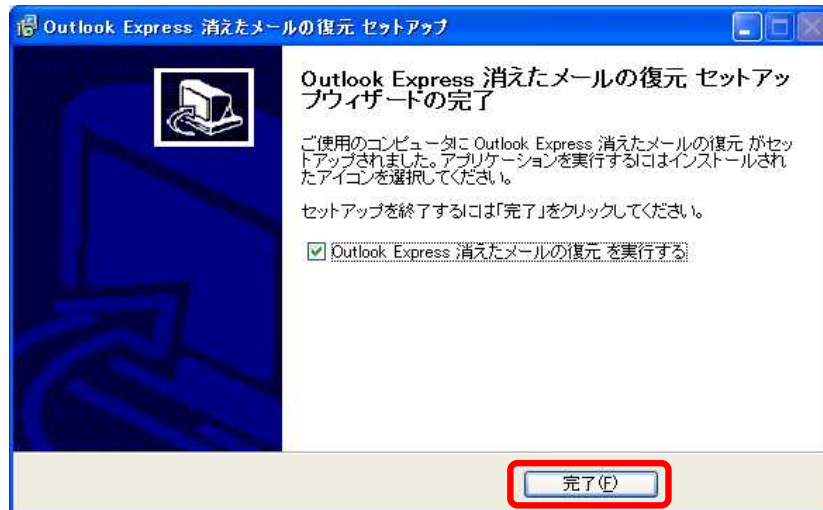 Outlook Express 消えたメールの復元 セットアップ
Outlook Express 消えたメールの復元 セットアッ
プウィザードの完了
ご使用のコンピュータに Outlook Express 消えたメールの復元 がセッ
トアップされました。アプリケーションを実行するにはインストールされ
たアイコンを選択してください。
セットアップを終了するには「完了」をクリックしてください。
Outlook Express 消えたメールの復元 を実行する
完了(F)